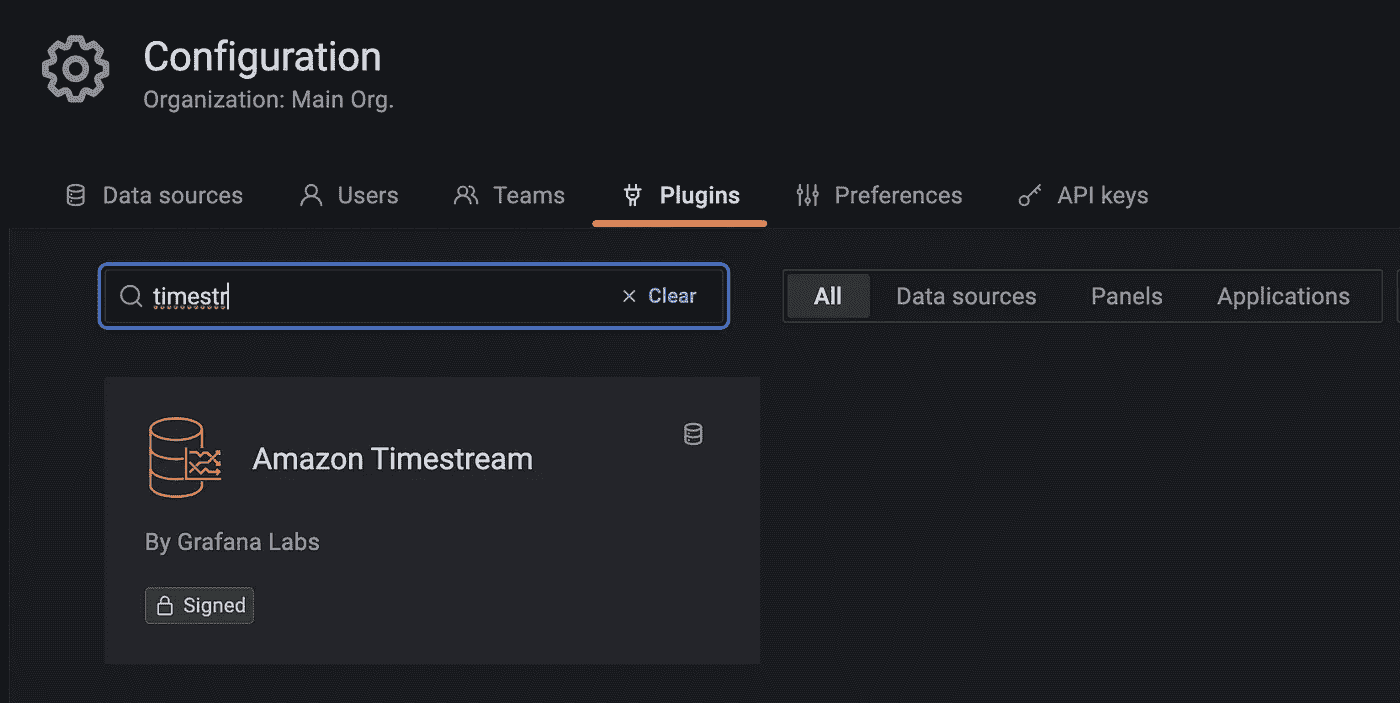 Configuration
Organization: Main Org.
Data sources Users Teams Plugins Preferences API keys
timestr Clear All Data sources Panels Applications
Amazon Timestream
By Grafana Labs
Signed